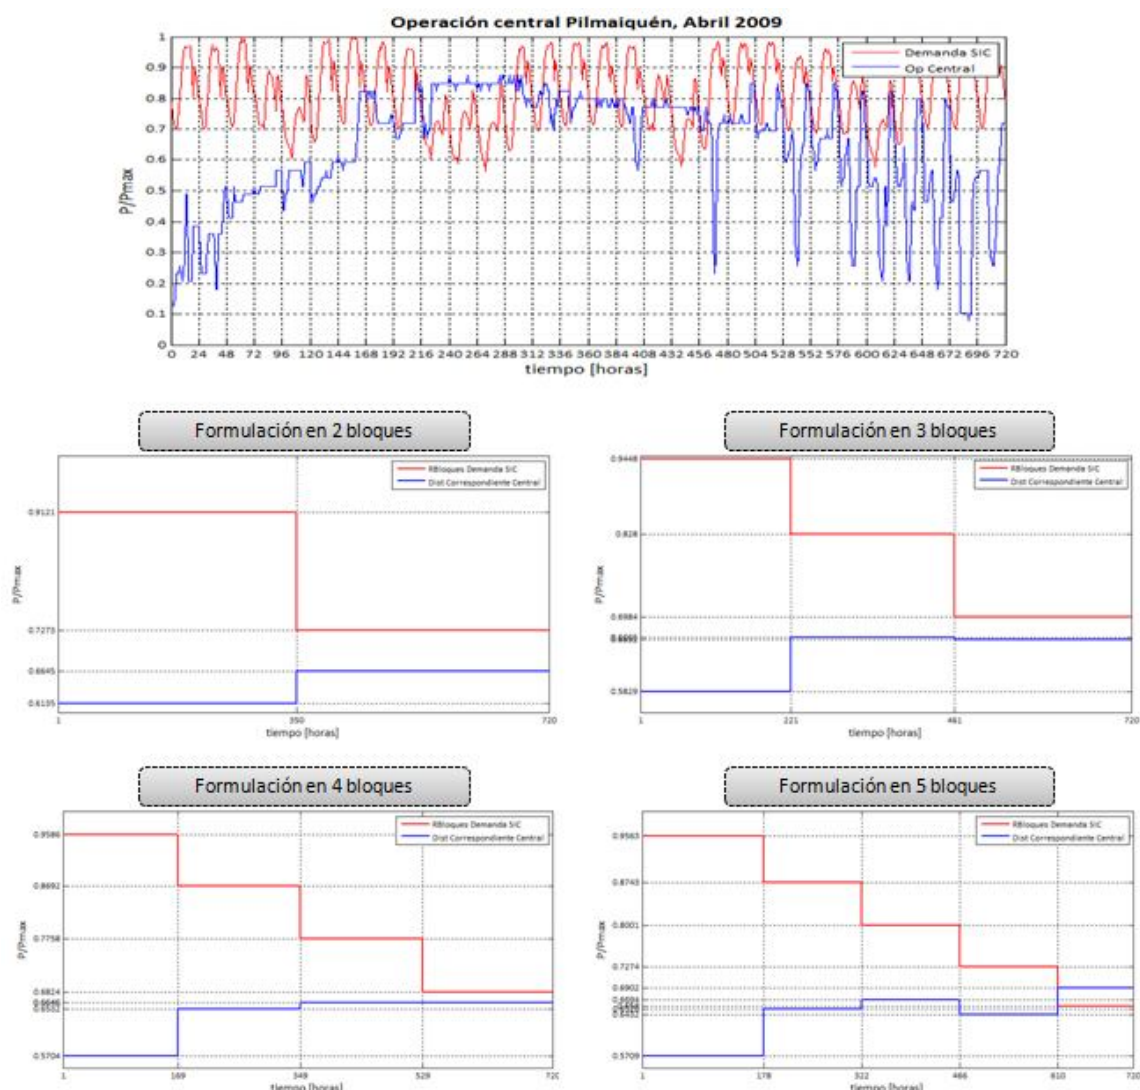 Operación central Pilmaiquén, Abril 2009
Demanda SIC
Op Central
P/Pmax
1
0.9
0.8
0.7
0.6
0.5
0.4
0.3
0.2
0.1
0
0 24 48 72 96 120 144 168 192 216 240 264 288 312 336 360 384 408 432 456 480 504 528 552 576 600 624 648 672 696 720
tiempo [horas]
Formulación en 2 bloques
RBloques Demanda SIC
Dist Correspondiente Central
P/Pmax
0.9121
0.7273
0.6645
0.6135
1 350 720
tiempo [horas]
Formulación en 3 bloques
RBloques Demanda SIC
Dist Correspondiente Central
P/Pmax
0.9448
0.828
0.6984
0.5829
1 221 461 720
tiempo [horas]
Formulación en 4 bloques
RBloques Demanda SIC
Dist Correspondiente Central
P/Pmax
0.9586
0.8692
0.7758
0.6824
0.5704
1 169 349 529 720
tiempo [horas]
Formulación en 5 bloques
RBloques Demanda SIC
Dist Correspondiente Central
P/Pmax
0.9563
0.8743
0.8001
0.7274
0.6902
0.5709
1 178 322 466 610 720
tiempo [horas]